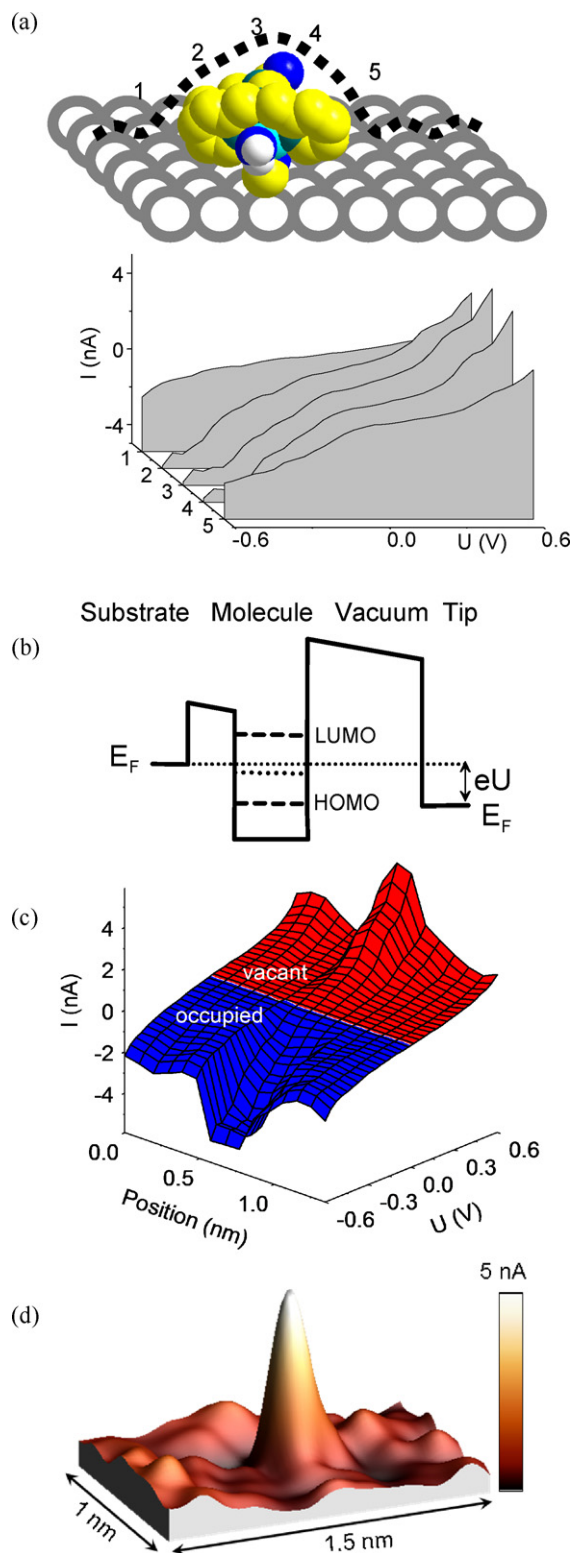 (a)
1 2 3 4 5
4
0
-4
I (nA)
1
2
3
4
5
-0.6 0.0 U (V) 0.6
Substrate Molecule Vacuum Tip
(b)
LUMO
E_F
eU
HOMO
E_F
(c)
4
2
0
-2
-4
I (nA)
vacant
occupied
0.0 0.5 1.0
Position (nm)
-0.6 -0.3 0.0 0.3 0.6
U (V)
5 nA
(d)
1 nm
1.5 nm